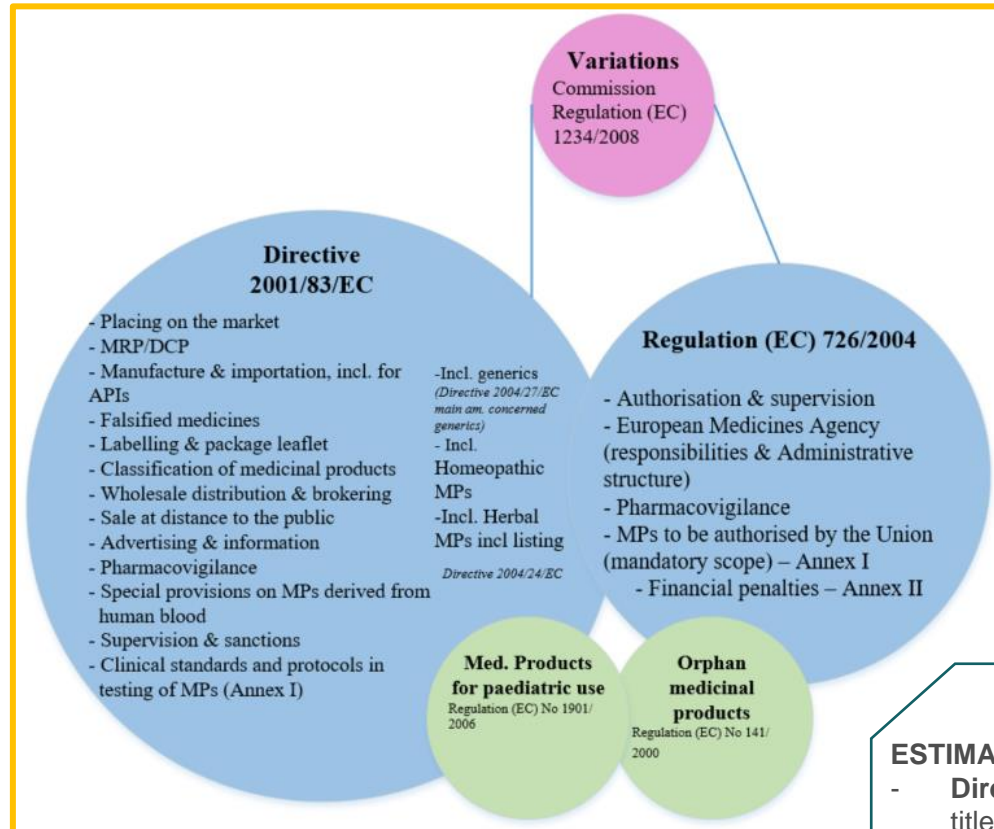 Variations
Commission
Regulation (EC)
1234/2008
Directive
2001/83/EC
- Placing on the market
- MRP/DCP
- Manufacture & importation, incl. for
APIs
- Falsified medicines
- Labelling & package leaflet
- Classification of medicinal products
- Wholesale distribution & brokering
- Sale at distance to the public
- Advertising & information
- Pharmacovigilance
- Special provisions on MPs derived from
human blood
- Supervision & sanctions
- Clinical standards and protocols in
testing of MPs (Annex I)
-Incl. generics
(Directive 2004/27/EC
main am. concerned
generics)
- Incl.
Homeopathic
MPs
-Incl. Herbal
MPs incl listing
Directive 2004/24/EC
Regulation (EC) 726/2004
- Authorisation & supervision
- European Medicines Agency
(responsibilities & Administrative
structure)
- Pharmacovigilance
- MPs to be authorised by the Union
(mandatory scope) – Annex I
- Financial penalties – Annex II
Med. Products
for paediatric use
Regulation (EC) No 1901/
2006
Orphan
medicinal
products
Regulation (EC) No 141/
2000
ESTIMA
- Dire
title